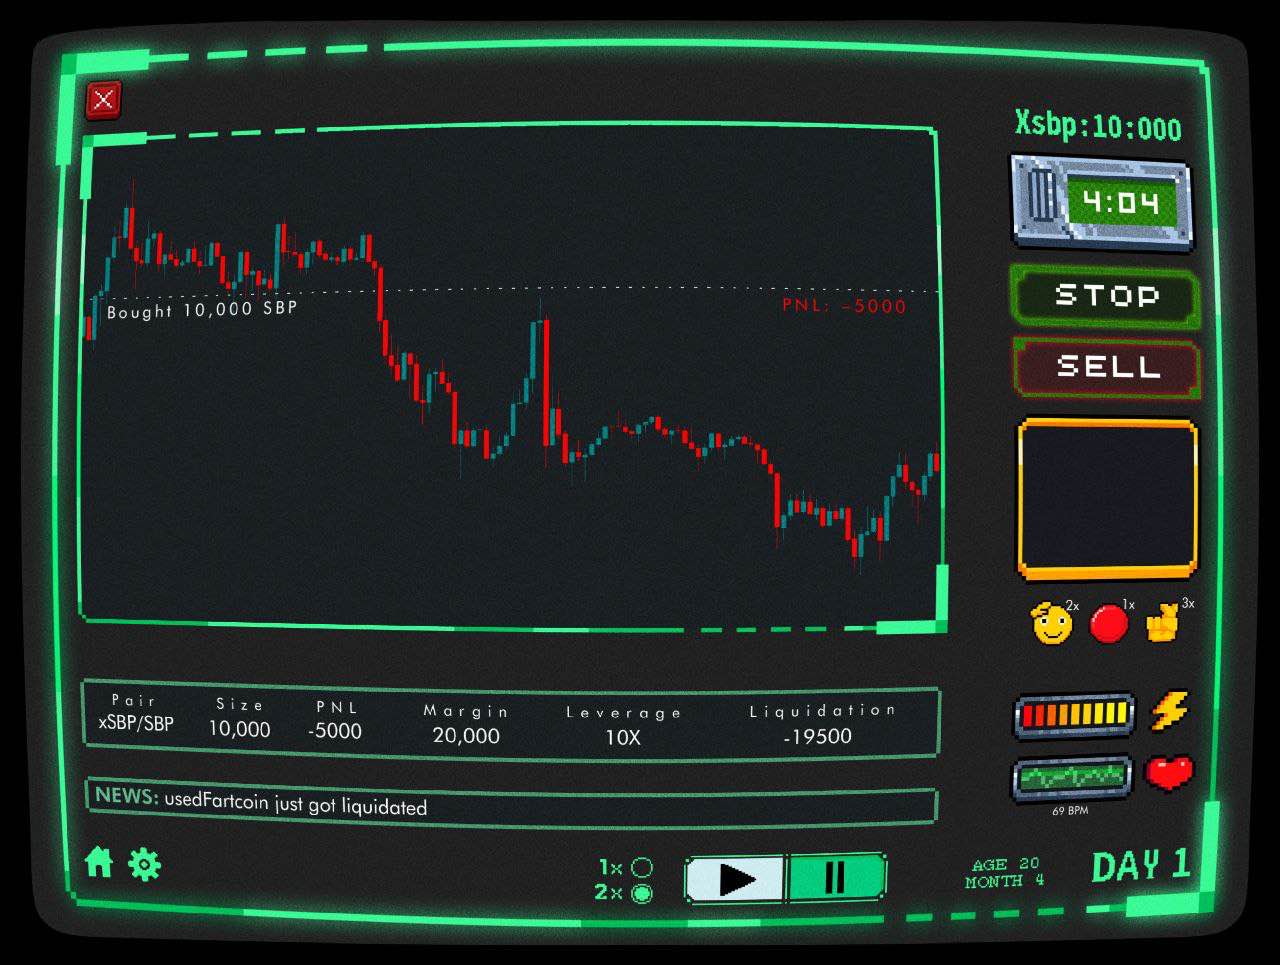 Xsbp:10:000
4:04
STOP
SELL
Bought 10,000 SBP
PNL: -5000
2x 1x 3x
Pair Size PNL Margin Leverage Liquidation
xSBP/SBP 10,000 -5000 20,000 10X -19500
NEWS: usedFartcoin just got liquidated
69 BPM
1x
2x
AGE 20
MONTH 4
DAY 1